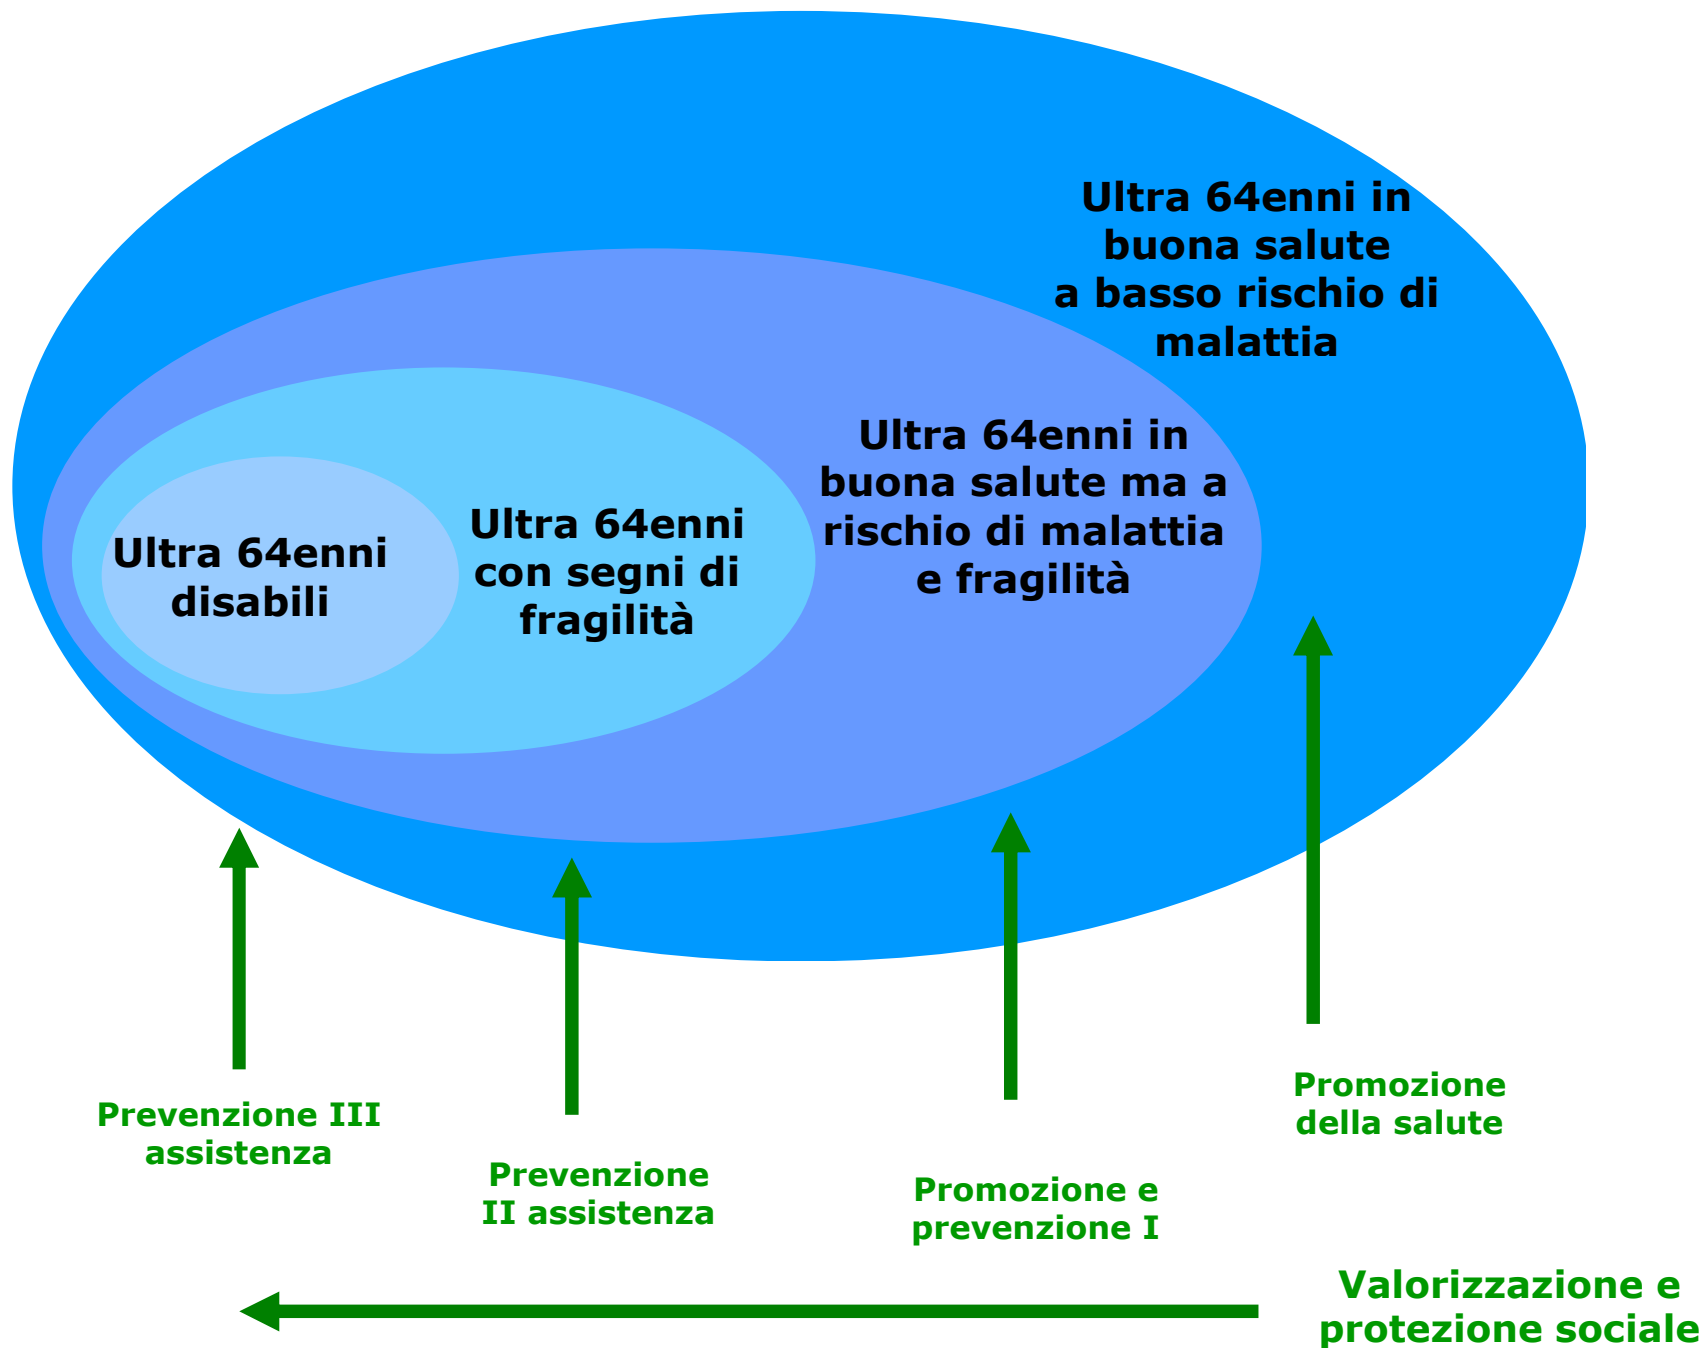 Ultra 64enni in
buona salute
a basso rischio di
malattia
Ultra 64enni in
buona salute ma a
rischio di malattia
e fragilità
Ultra 64enni
con segni di
fragilità
Ultra 64enni
disabili
Prevenzione III
assistenza
Prevenzione
II assistenza
Promozione e
prevenzione I
Promozione
della salute
Valorizzazione e
protezione sociale